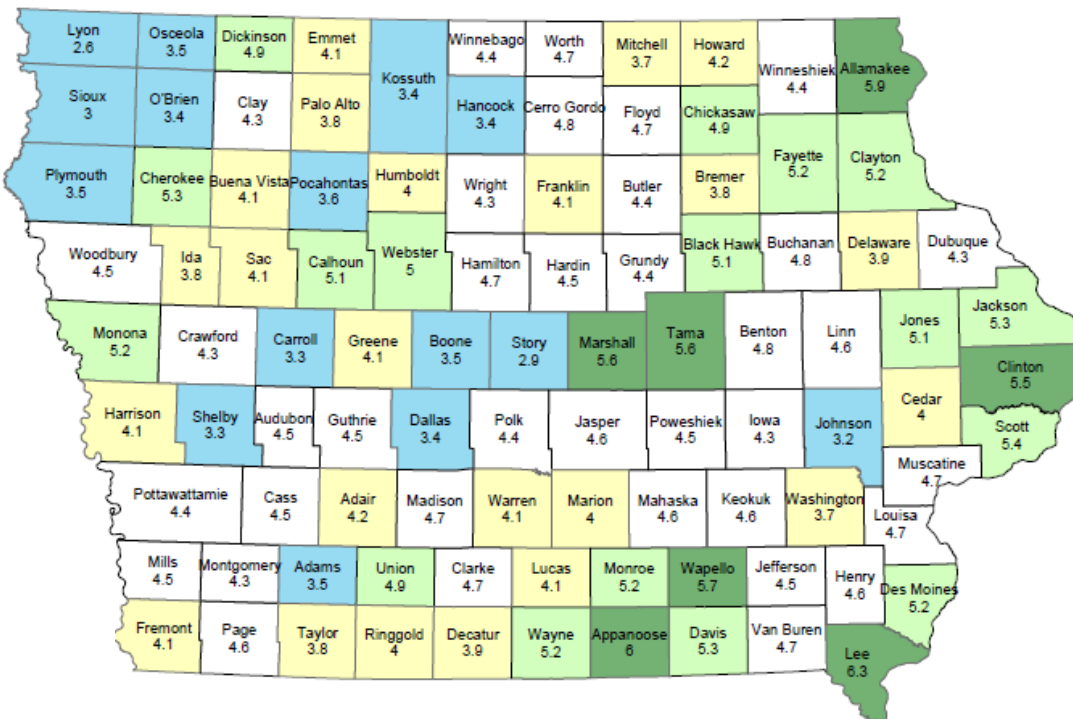 Lyon
2.6
Osceola
3.5
Dickinson
4.9
Emmet
4.1
Kossuth
3.4
Winnebago
4.4
Worth
4.7
Mitchell
3.7
Howard
4.2
Winneshiek
4.4
Allamakee
5.9
Sioux
3
O'Brien
3.4
Clay
4.3
Palo Alto
3.8
Hancock
3.4
Cerro Gordo
4.8
Floyd
4.7
Chickasaw
4.9
Plymouth
3.5
Cherokee
5.3
Buena Vista
4.1
Pocahontas
3.6
Humboldt
4
Wright
4.3
Franklin
4.1
Butler
4.4
Bremer
3.8
Fayette
5.2
Clayton
5.2
Woodbury
4.5
Ida
3.8
Sac
4.1
Calhoun
5.1
Webster
5
Hamilton
4.7
Hardin
4.5
Grundy
4.4
Black Hawk
5.1
Buchanan
4.8
Delaware
3.9
Dubuque
4.3
Monona
5.2
Crawford
4.3
Carroll
3.3
Greene
4.1
Boone
3.5
Story
2.9
Marshall
5.6
Tama
5.6
Benton
4.8
Linn
4.6
Jones
5.1
Jackson
5.3
Clinton
5.5
Harrison
4.1
Shelby
3.3
Audubon
4.5
Guthrie
4.5
Dallas
3.4
Polk
4.4
Jasper
4.6
Poweshiek
4.5
Iowa
4.3
Johnson
3.2
Cedar
4
Scott
5.4
Muscatine
4.7
Pottawattamie
4.4
Cass
4.5
Adair
4.2
Madison
4.7
Warren
4.1
Marion
4
Mahaska
4.6
Keokuk
4.6
Washington
3.7
Louisa
4.7
Mills
4.5
Montgomery
4.3
Adams
3.5
Union
4.9
Clarke
4.7
Lucas
4.1
Monroe
5.2
Wapello
5.7
Jefferson
4.5
Henry
4.6
Des Moines
5.2
Fremont
4.1
Page
4.6
Taylor
3.8
Ringgold
4
Decatur
3.9
Wayne
5.2
Appanoose
6
Davis
5.3
Van Buren
4.7
Lee
6.3